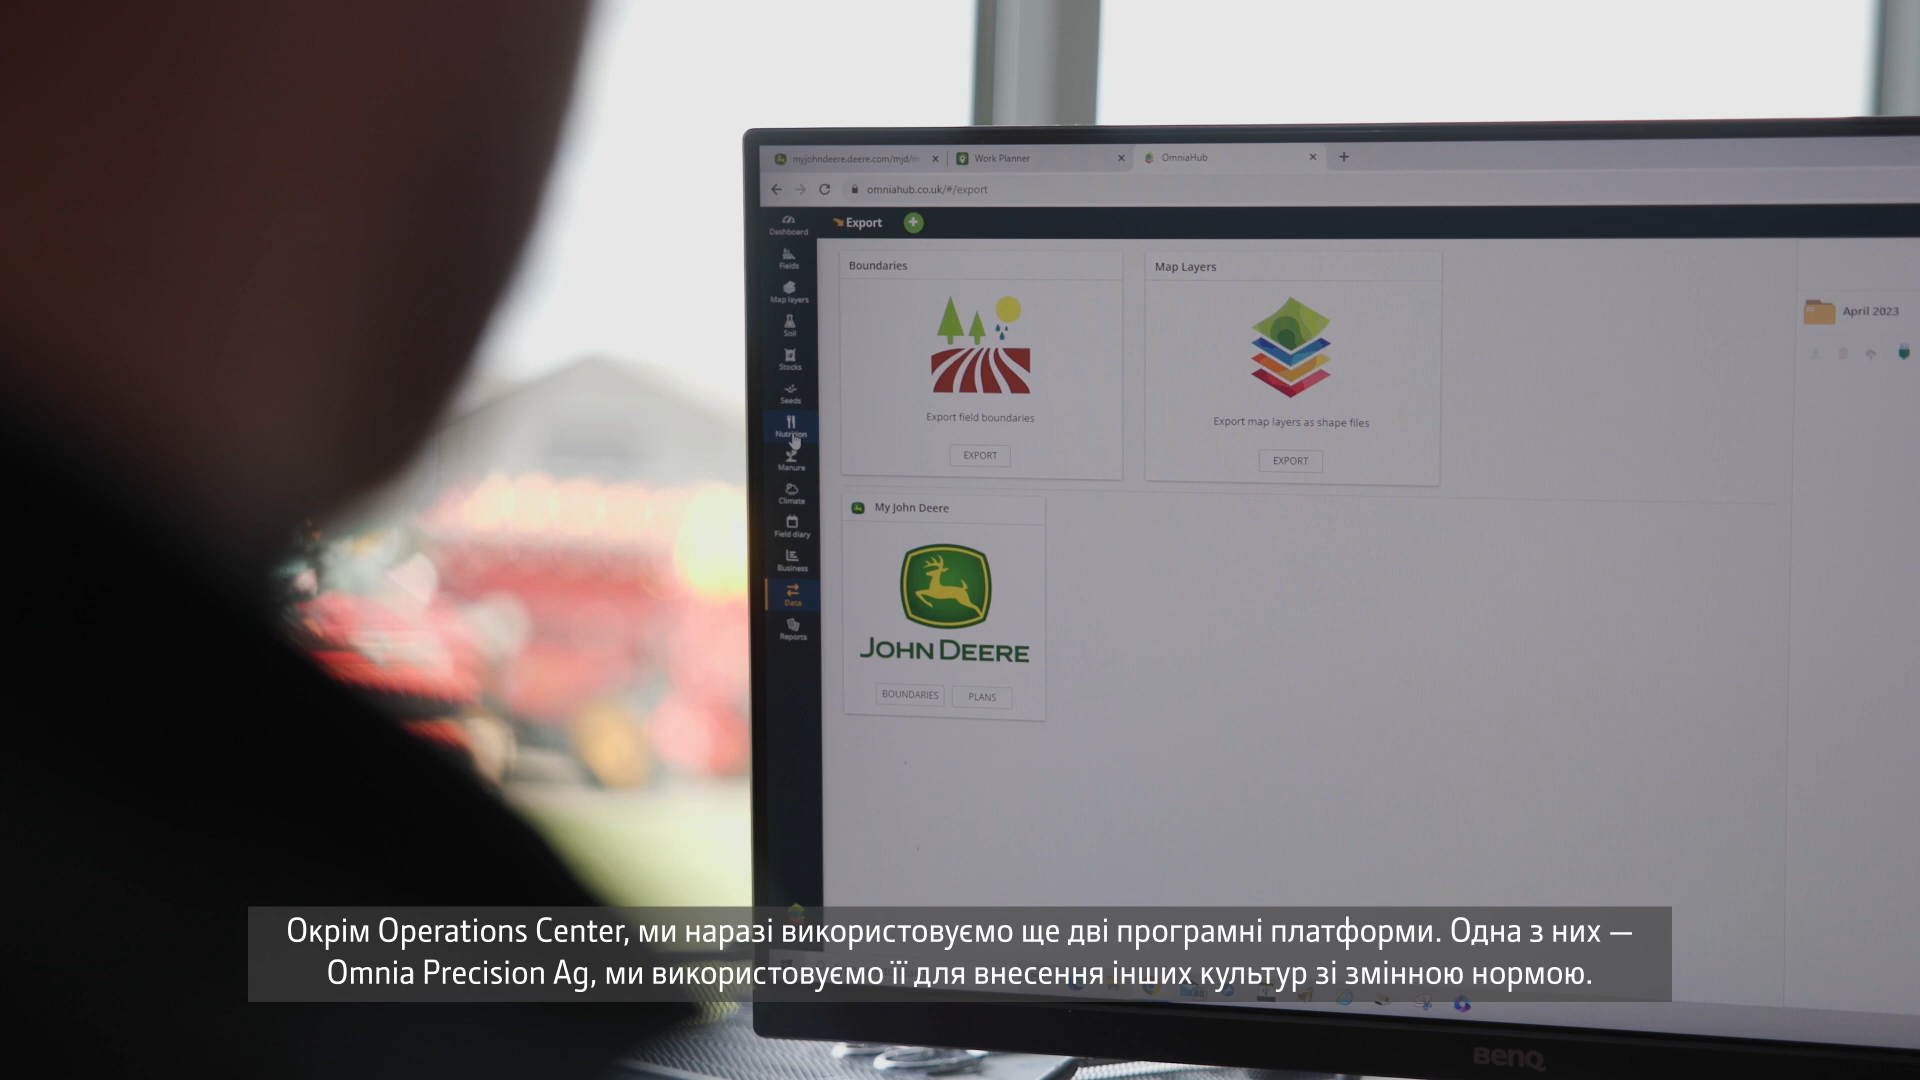 myjohndeere.deere.com/mjd/m
Work Planner
OmniaHub
omniahub.co.uk/#/export
Export
Dashboard
Fields
Map layers
Soil
Stocks
Seeds
Nutrition
Manure
Climate
Field diary
Business
Data
Reports
Boundaries
Export field boundaries
EXPORT
Map Layers
Export map layers as shape files
EXPORT
My John Deere
JOHN DEERE
BOUNDARIES
PLANS
April 2023
Окрім Operations Center, ми наразі використовуємо ще дві програмні платформи. Одна з них —
Omnia Precision Ag, ми використовуємо її для внесення інших культур зі змінною нормою.
BenQ